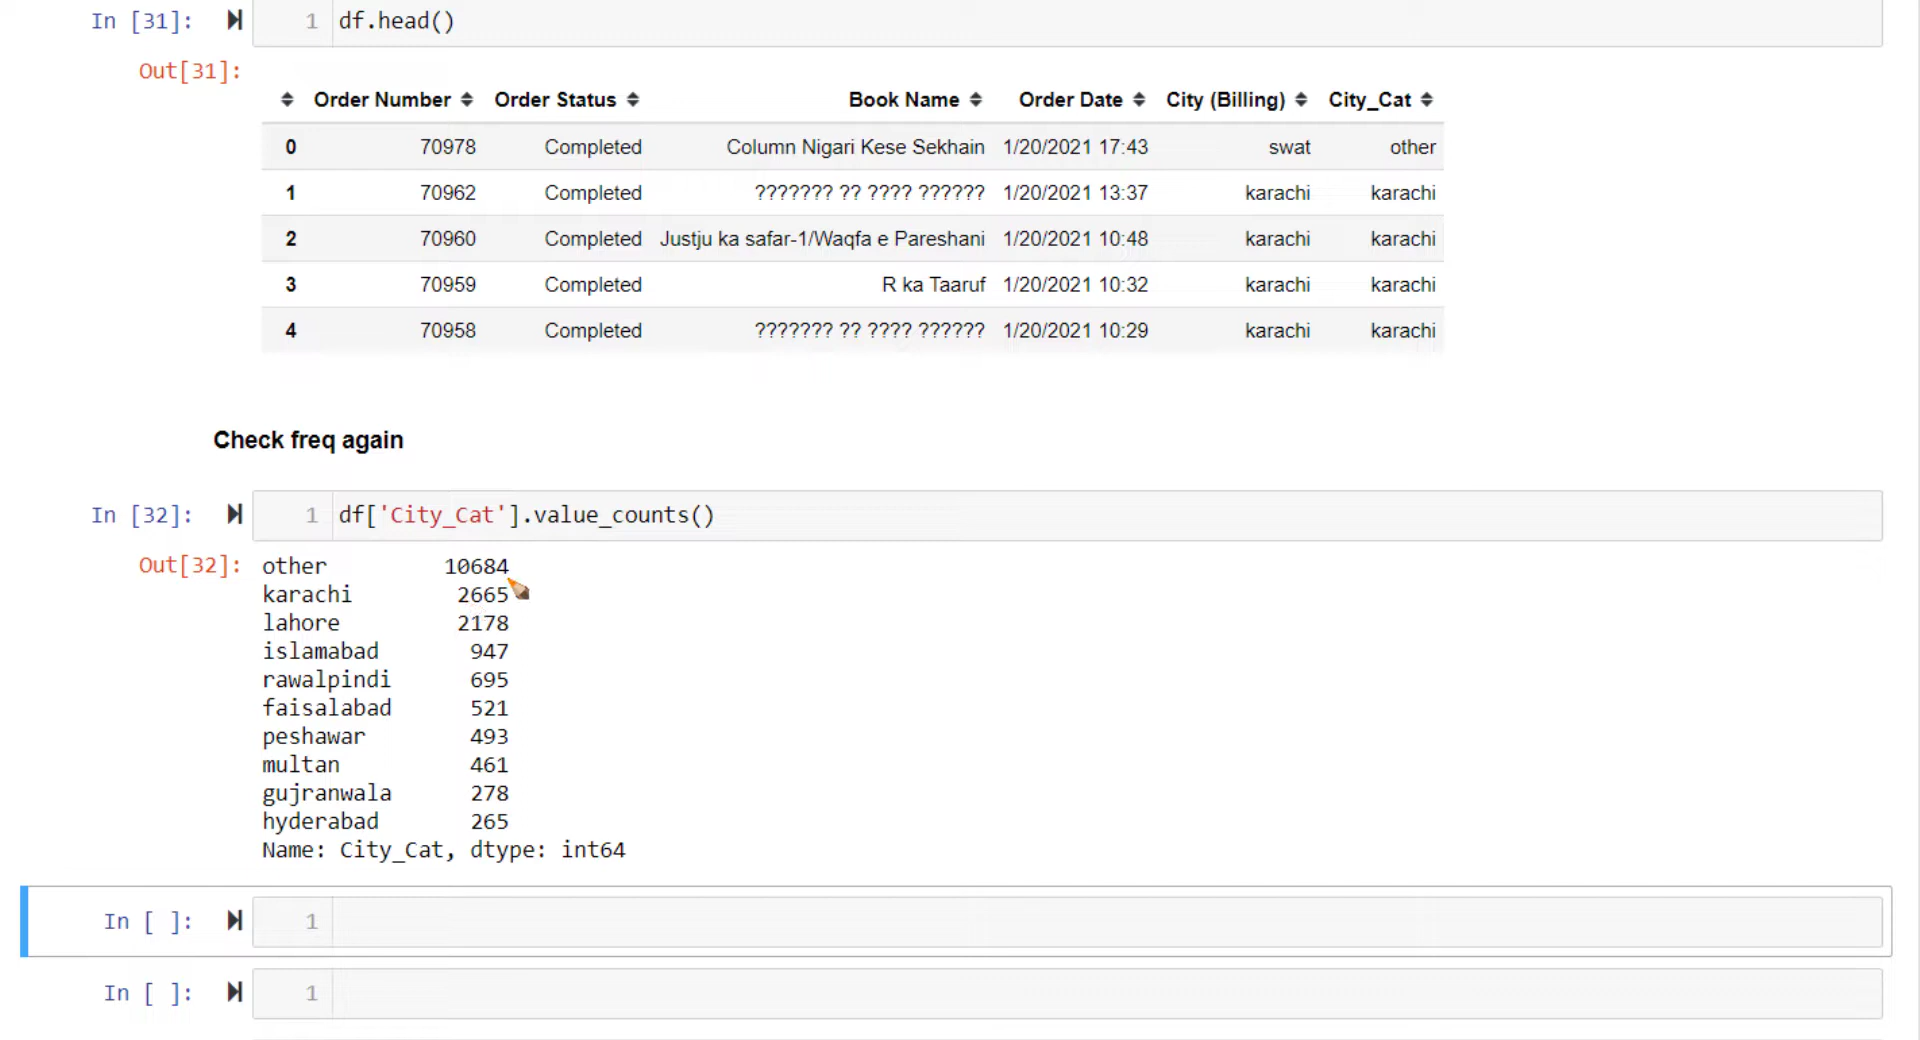 In [31]: 1 df.head()
Out[31]:
Order Number Order Status Book Name Order Date City (Billing) City_Cat
0 70978 Completed Column Nigari Kese Sekhain 1/20/2021 17:43 swat other
1 70962 Completed ??????? ?? ???? ?????? 1/20/2021 13:37 karachi karachi
2 70960 Completed Justju ka safar-1/Waqfa e Pareshani 1/20/2021 10:48 karachi karachi
3 70959 Completed R ka Taaruf 1/20/2021 10:32 karachi karachi
4 70958 Completed ??????? ?? ???? ?????? 1/20/2021 10:29 karachi karachi
Check freq again
In [32]: 1 df['City_Cat'].value_counts()
Out[32]: other 10684
karachi 2665
lahore 2178
islamabad 947
rawalpindi 695
faisalabad 521
peshawar 493
multan 461
gujranwala 278
hyderabad 265
Name: City_Cat, dtype: int64
In [ ]: 1
In [ ]: 1